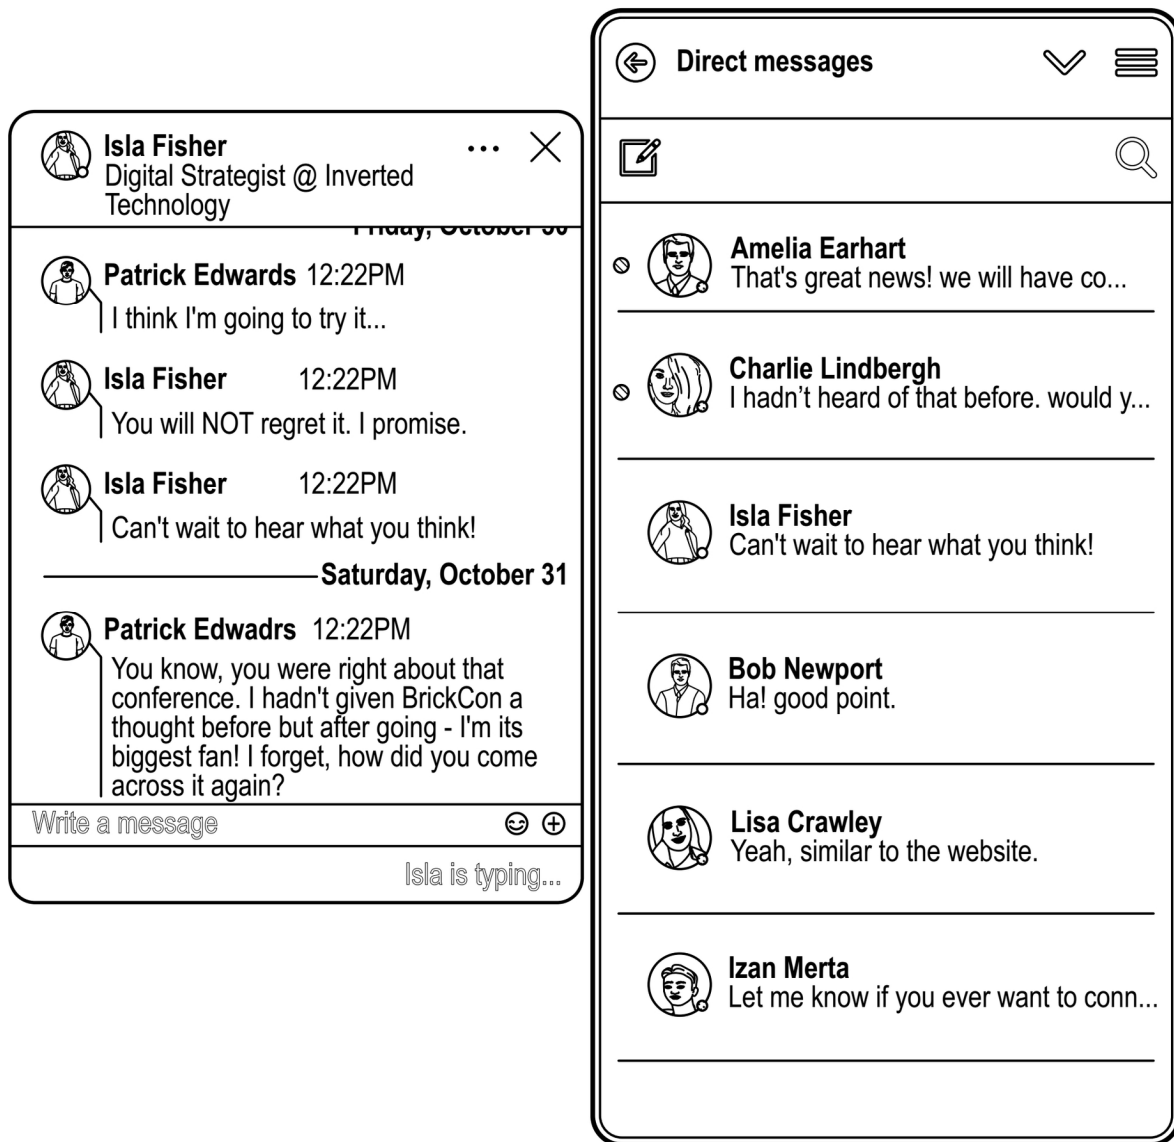 Isla Fisher
Digital Strategist @ Inverted
Technology
Friday, October 30
Patrick Edwards 12:22PM
I think I'm going to try it...
Isla Fisher 12:22PM
You will NOT regret it. I promise.
Isla Fisher 12:22PM
Can't wait to hear what you think!
Saturday, October 31
Patrick Edwadrs 12:22PM
You know, you were right about that
conference. I hadn't given BrickCon a
thought before but after going - I'm its
biggest fan! I forget, how did you come
across it again?
Write a message
Isla is typing...
Direct messages
Amelia Earhart
That's great news! we will have co...
Charlie Lindbergh
I hadn’t heard of that before. would y...
Isla Fisher
Can't wait to hear what you think!
Bob Newport
Ha! good point.
Lisa Crawley
Yeah, similar to the website.
Izan Merta
Let me know if you ever want to conn...